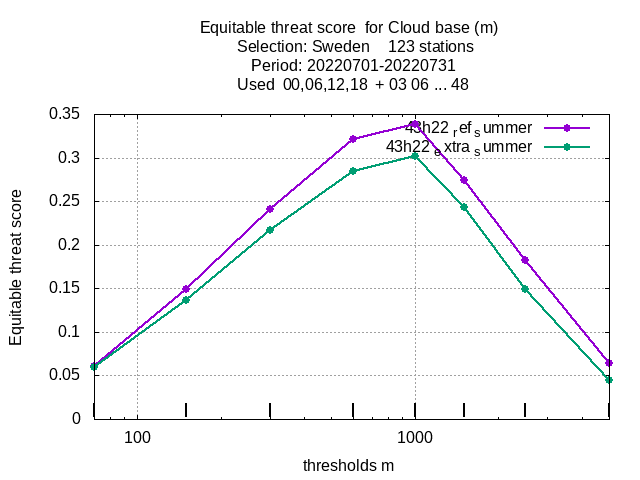 Equitable threat score  for Cloud base (m)
Selection: Sweden    123 stations
Period: 20220701-20220731
Used  00,06,12,18  + 03 06 ... 48
43h22 ref summer
43h22 extra summer
0.35
0.3
0.25
0.2
0.15
0.1
0.05
0
Equitable threat score
100
1000
thresholds m